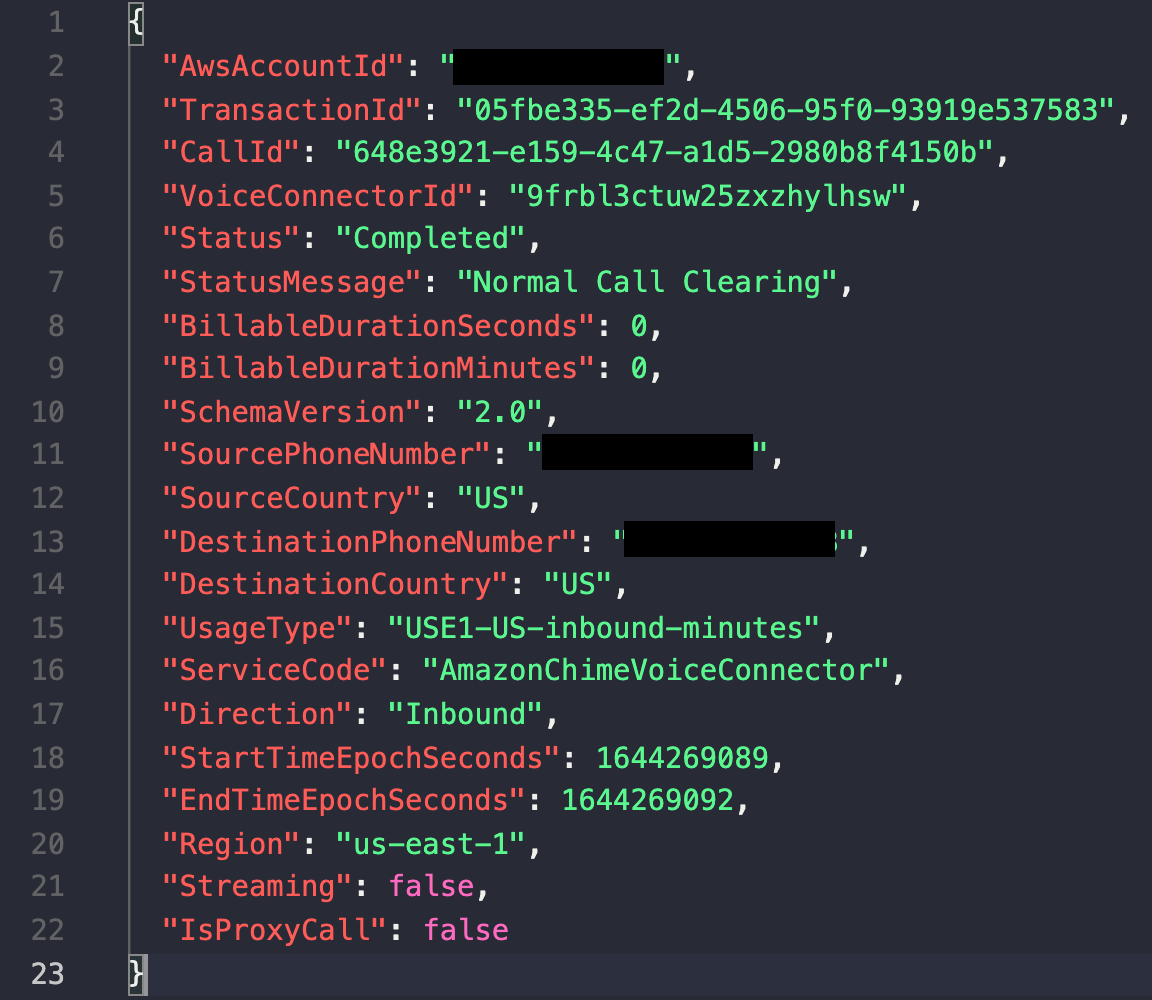 1 {
2 "AwsAccountId": "",
3 "TransactionId": "05fbe335-ef2d-4506-95f0-93919e537583",
4 "CallId": "648e3921-e159-4c47-a1d5-2980b8f4150b",
5 "VoiceConnectorId": "9frbl3ctuw25zxzhylhsw",
6 "Status": "Completed",
7 "StatusMessage": "Normal Call Clearing",
8 "BillableDurationSeconds": 0,
9 "BillableDurationMinutes": 0,
10 "SchemaVersion": "2.0",
11 "SourcePhoneNumber": "",
12 "SourceCountry": "US",
13 "DestinationPhoneNumber": "",
14 "DestinationCountry": "US",
15 "UsageType": "USE1-US-inbound-minutes",
16 "ServiceCode": "AmazonChimeVoiceConnector",
17 "Direction": "Inbound",
18 "StartTimeEpochSeconds": 1644269089,
19 "EndTimeEpochSeconds": 1644269092,
20 "Region": "us-east-1",
21 "Streaming": false,
22 "IsProxyCall": false
23 }